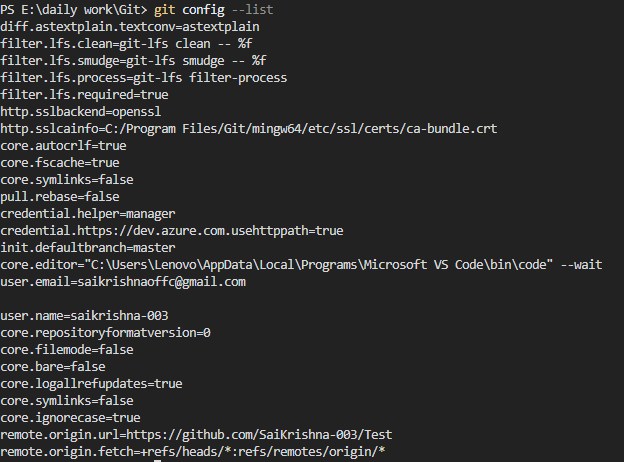 PS E:\daily work\Git> git config --list
diff.astextplain.textconv=astextplain
filter.lfs.clean=git-lfs clean -- %f
filter.lfs.smudge=git-lfs smudge -- %f
filter.lfs.process=git-lfs filter-process
filter.lfs.required=true
http.sslbackend=openssl
http.sslcainfo=C:/Program Files/Git/mingw64/etc/ssl/certs/ca-bundle.crt
core.autocrlf=true
core.fscache=true
core.symlinks=false
pull.rebase=false
credential.helper=manager
credential.https://dev.azure.com.usehttppath=true
init.defaultbranch=master
core.editor="C:\Users\Lenovo\AppData\Local\Programs\Microsoft VS Code\bin\code" --wait
user.email=saikrishnaoffc@gmail.com
user.name=saikrishna-003
core.repositoryformatversion=0
core.filemode=false
core.bare=false
core.logallrefupdates=true
core.symlinks=false
core.ignorecase=true
remote.origin.url=https://github.com/SaiKrishna-003/Test
remote.origin.fetch=+refs/heads/*:refs/remotes/origin/*